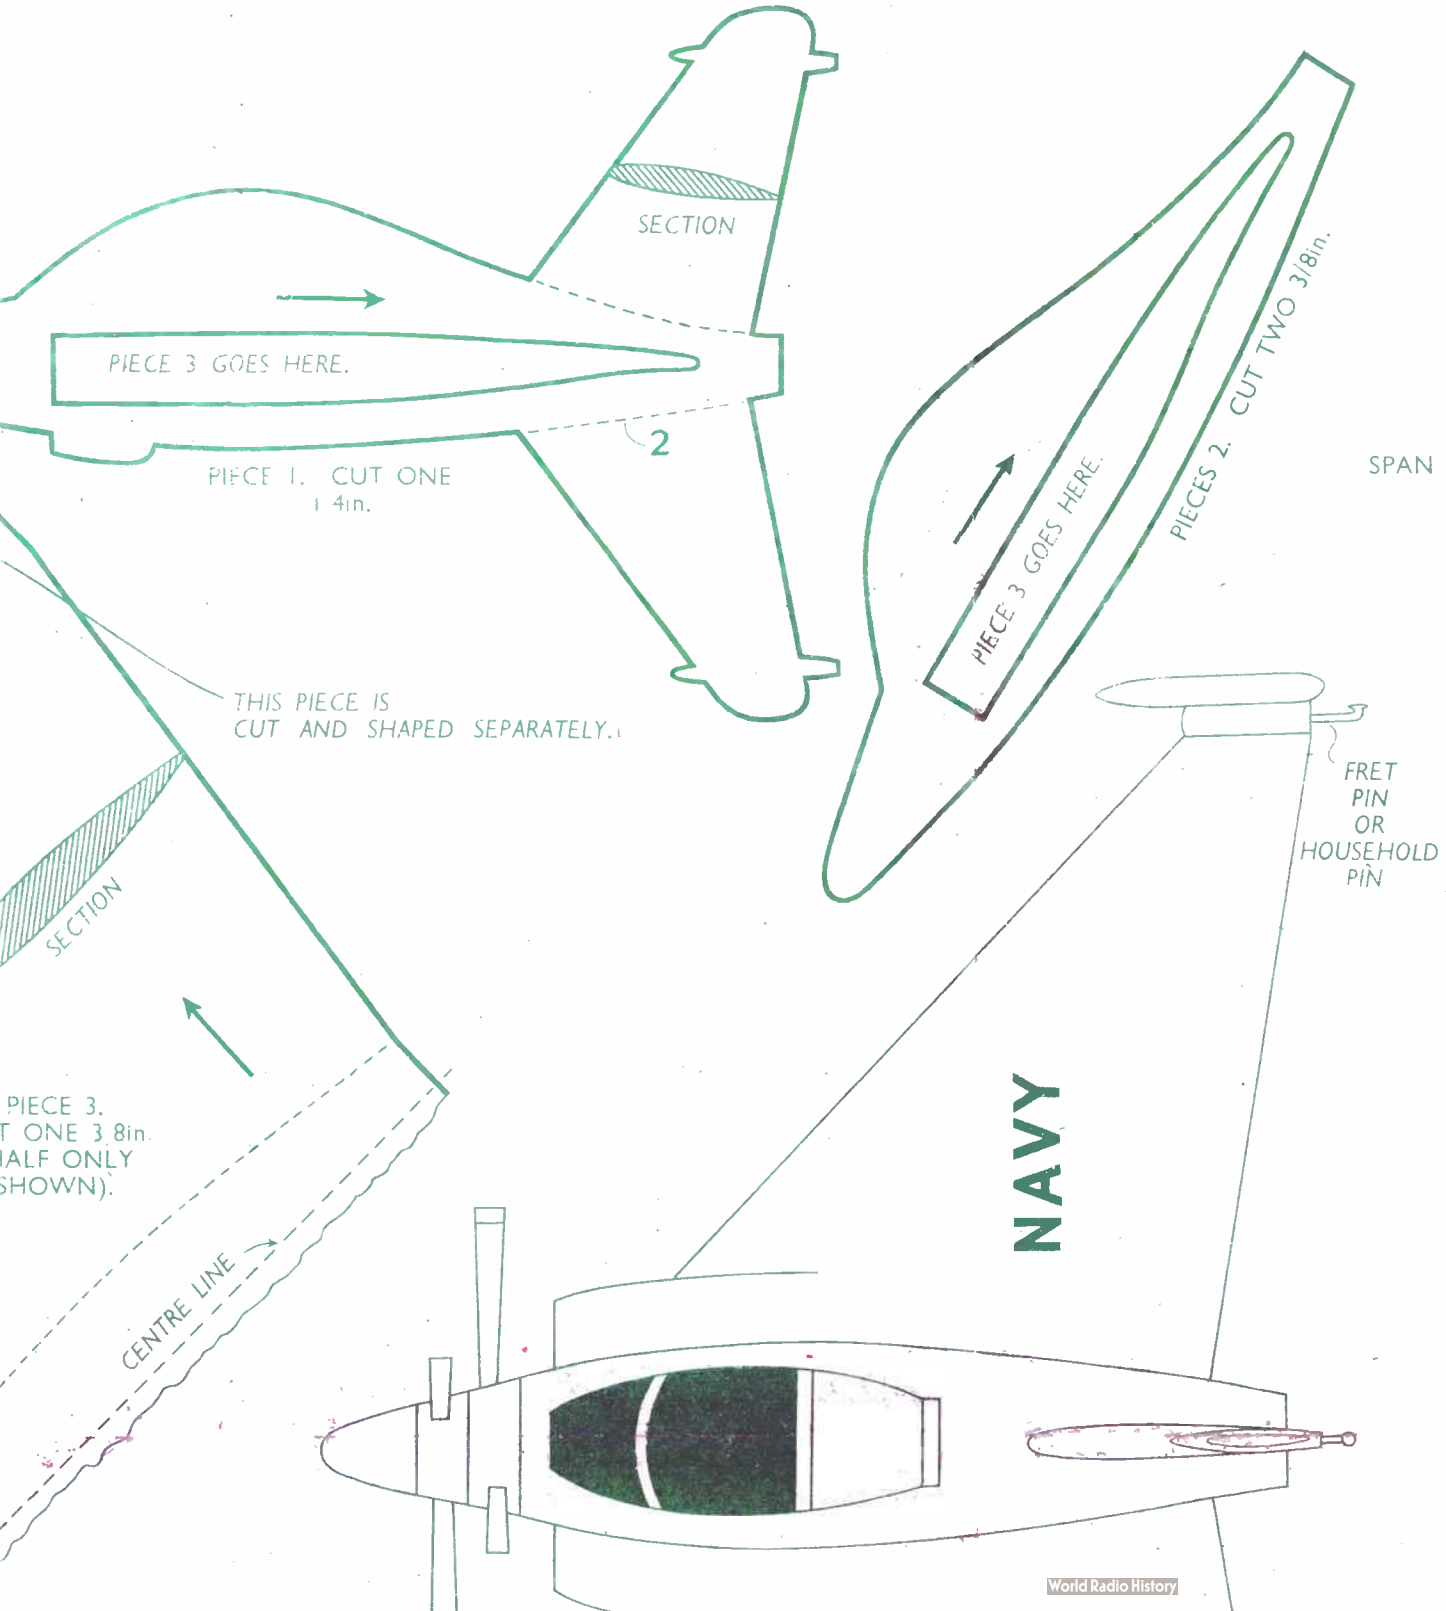 SECTION
PIECE 3 GOES HERE.
2
PIECE 1. CUT ONE
1 4in.
PIECE 3 GOES HERE.
PIECES 2. CUT TWO 3/8in.
SPAN
THIS PIECE IS
CUT AND SHAPED SEPARATELY.
FRET
PIN
OR
HOUSEHOLD
PIN
SECTION
PIECE 3.
T ONE 3 8in.
HALF ONLY
SHOWN).
CENTRE LINE
NAVY
World Radio History